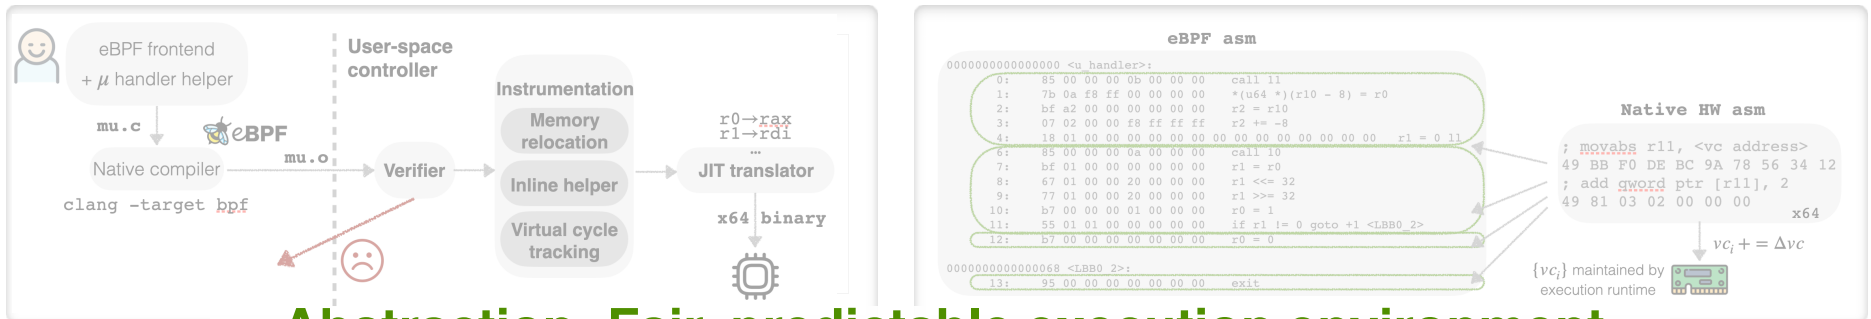 eBPF frontend
+ μ handler helper
mu.c
eBPF
Native compiler
clang -target bpf
mu.o
User-space
controller
Verifier
Instrumentation
Memory
relocation
Inline helper
Virtual cycle
tracking
r0→rax
r1→rdi
…
JIT translator
x64 binary
eBPF asm
0000000000000000 <u_handler>:
0: 85 00 00 00 0b 00 00 00 call 11
1: 7b 0a f8 ff 00 00 00 00 *(u64 *)(r10 - 8) = r0
2: bf a2 00 00 00 00 00 00 r2 = r10
3: 07 02 00 00 f8 ff ff ff r2 += -8
4: 18 01 00 00 00 00 00 00 00 00 00 00 00 00 00 00 r1 = 0 ll
6: 85 00 00 00 0a 00 00 00 call 10
7: bf 01 00 00 00 00 00 00 r1 = r0
8: 67 01 00 00 20 00 00 00 r1 <<= 32
9: 77 01 00 00 20 00 00 00 r1 >>= 32
10: b7 00 00 00 01 00 00 00 r0 = 1
11: 55 01 01 00 00 00 00 00 if r1 != 0 goto +1 <LBB0_2>
12: b7 00 00 00 00 00 00 00 r0 = 0
0000000000000068 <LBB0_2>:
13: 95 00 00 00 00 00 00 00 exit
Native HW asm
; movabs r11, <vc address>
49 BB F0 DE BC 9A 78 56 34 12
; add qword ptr [r11], 2
49 81 03 02 00 00 00
x64
vcᵢ += Δvc
{vcᵢ} maintained by
execution runtime
Abstraction. Fair, predictable execution environment